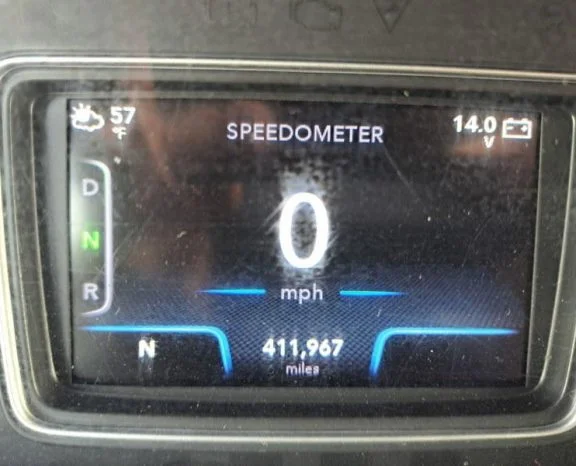 57
°F
SPEEDOMETER
14.0
V
D
N
R
0
mph
N
411,967
miles